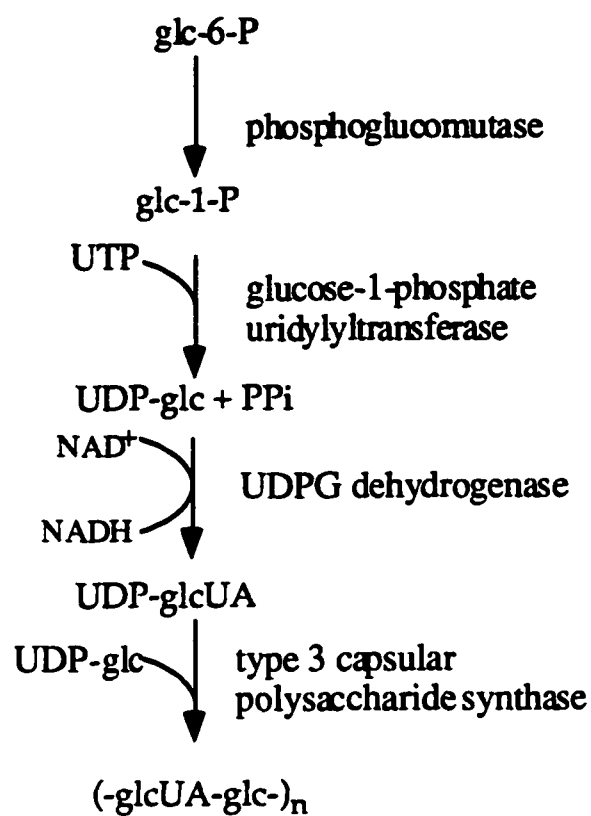 glc-6-P
phosphoglucomutase
glc-1-P
UTP
glucose-1-phosphate
uridylyltransferase
UDP-glc + PPi
NAD+
UDPG dehydrogenase
NADH
UDP-glcUA
UDP-glc
type 3 capsular
polysaccharide synthase
(-glcUA-glc-)n